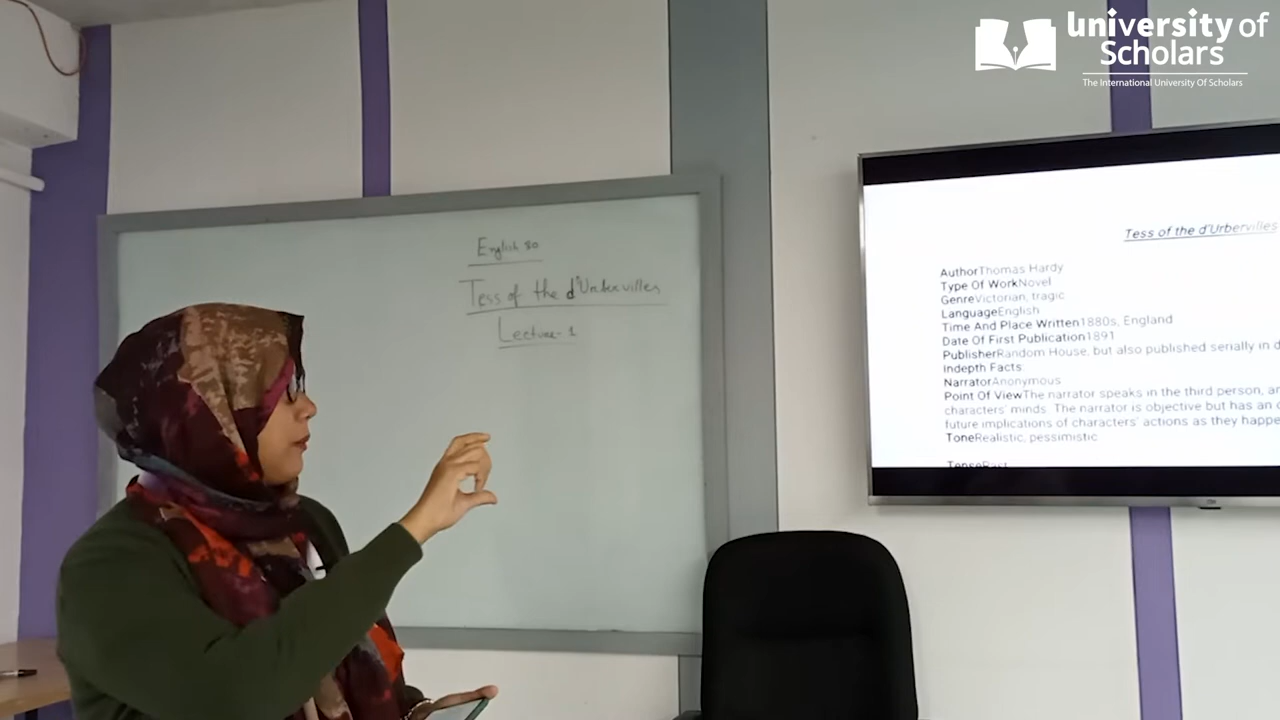 University of
Scholars
The International University Of Scholars
English
Tess of the d'Urbervilles
Lecture - 1
Tess of the d'Urbervilles
AuthorThomas Hardy
Type Of WorkNovel
GenreVictorian, tragic
LanguageEnglish
Time And Place Written1880s, England
Date Of First Publication1891
PublisherRandom House, but also published serially in d
Indepth Facts
NarratorAnonymous
Point Of ViewThe narrator speaks in the third person, an
characters' minds. The narrator is objective but has an
future implications of characters' actions as they happe
ToneRealistic, pessimistic
TensePast